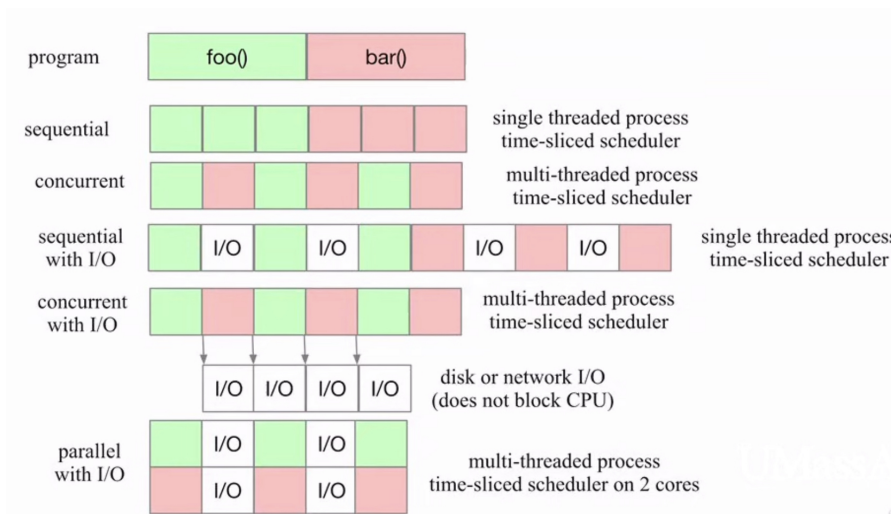 program
foo()
bar()
sequential
single threaded process
time-sliced scheduler
concurrent
multi-threaded process
time-sliced scheduler
sequential
with I/O
I/O
I/O
I/O
I/O
single threaded process
time-sliced scheduler
concurrent
with I/O
multi-threaded process
time-sliced scheduler
I/O
I/O
I/O
I/O
disk or network I/O
(does not block CPU)
parallel
with I/O
I/O
I/O
I/O
I/O
multi-threaded process
time-sliced scheduler on 2 cores